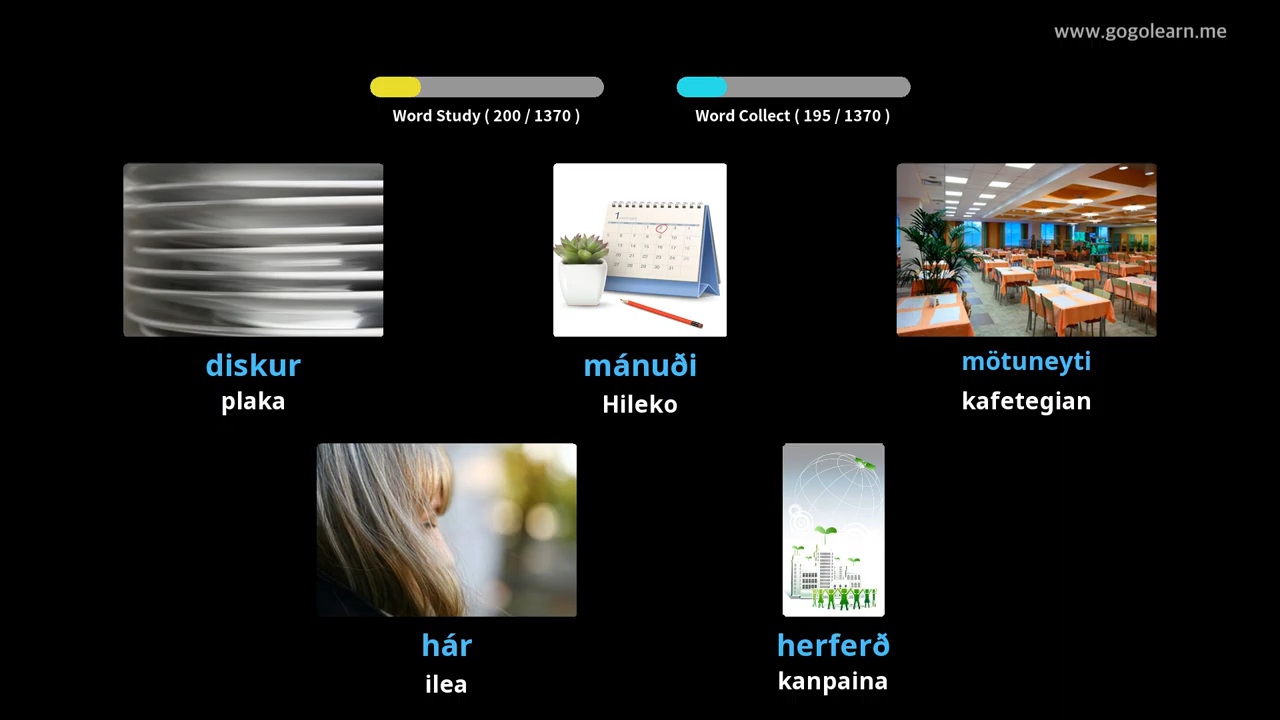 www.gogolearn.me
Word Study ( 200 / 1370 )
Word Collect ( 195 / 1370 )
diskur
plaka
mánuði
Hileko
mötuneyti
kafetegian
hár
ilea
herferð
kanpaina